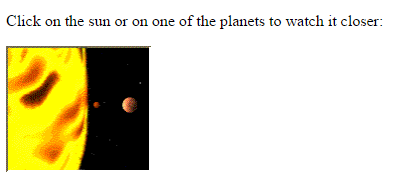 Click on the sun or on one of the planets to watch it closer: